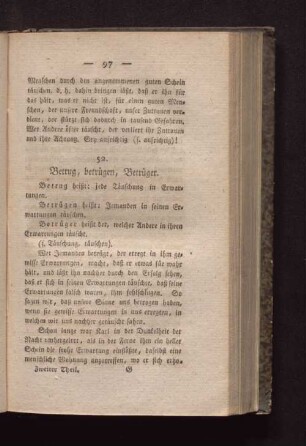 — 97 —
Menschen durch den angenommenen guten Schein
täuschen, d. h. dahin bringen läßt, daß er ihn für
das hält, was er nicht ist, für einen guten Men-
schen, der unsere Freundschaft, unser Zutrauen ver-
diene, der stürzt sich dadurch in tausend Gefahren.
Wer Andere öfter täuscht, der verliert ihr Zutrauen
und ihre Achtung. Sey aufrichtig (s. aufrichtig)!
52.
Betrug, betrügen, Betrüger.
Betrug heißt: jede Täuschung in Erwar-
tungen.
Betrügen heißt: Jemanden in seinen Er-
wartungen täuschen.
Betrüger heißt der, welcher Andere in ihren
Erwartungen täuscht.
(s. Täuschung, täuschen).
Wer Jemanden betrügt, der erregt in ihm ge-
wisse Erwartungen, macht, daß er etwas für wahr
hält, und läßt ihn nachher durch den Erfolg sehen,
daß er sich in seinen Erwartungen täuschte, daß seine
Erwartungen falsch waren, ihm fehlschlugen. So
sagen wir, daß unsere Sinne uns betrogen haben,
wenn sie gewisse Erwartungen in uns erregten, in
welchen wir uns nachher getäuscht sahen.
Schon lange war Karl in der Dunkelheit der
Nacht umhergeirrt, als in der Ferne ihm ein heller
Schein die frohe Erwartung einflößte, daselbst eine
menschliche Wohnung anzutreffen, wo er sich erho-
Zweiter Theil. G